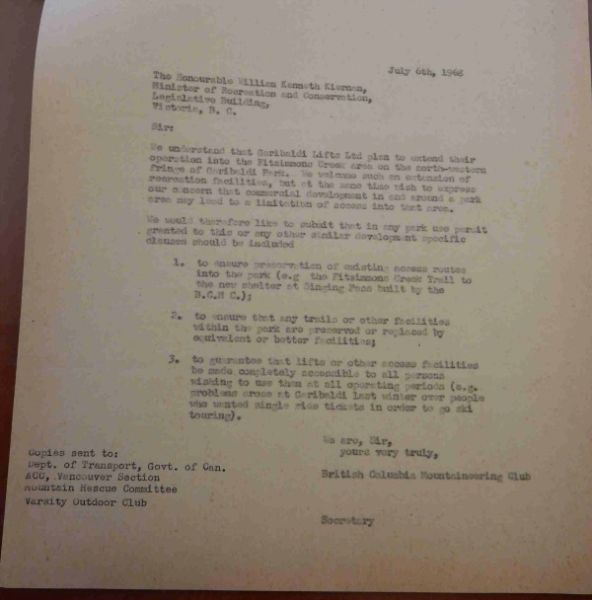 July 6th, 1968
The Honourable William Kenneth Kiernan,
Minister of Recreation and Conservation,
Legislative Building,
Victoria, B. C.
Sir:
We understand that Garibaldi Lifts Ltd plan to extend their
operation into the Fitzsimmons Creek area on the north-western
fringe of Garibaldi Park. We welcome such an extension of
recreation facilities, but at the same time wish to express
our concern that commercial development in and around a park
area may lead to a limitation of access into that area.
We would therefore like to submit that in any park use permit
granted to this or any other similar development specific
clauses should be included
1. to ensure preservation of existing access routes
into the park (e.g the Fitzsimmons Creek Trail to
the new shelter at Singing Pass built by the
B.C.M C.);
2. to ensure that any trails or other facilities
within the park are preserved or replaced by
equivalent or better facilities;
3. to guarantee that lifts or other access facilities
be made completely accessible to all persons
wishing to use them at all operating periods (e.g.
problems arose at Garibaldi last winter over people
who wanted single ride tickets in order to go ski
touring).
We are, Sir,
yours very truly,
British Columbia Mountaineering Club
Secretary
Copies sent to:
Dept. of Transport, Govt. of Can.
ACC, Vancouver Section
Mountain Rescue Committee
Varsity Outdoor Club